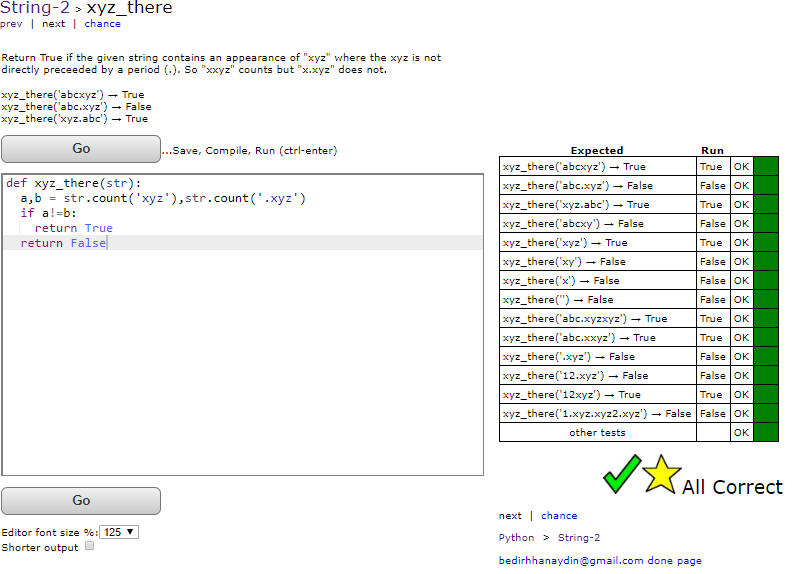 String-2 > xyz_there
prev | next | chance
Return True if the given string contains an appearance of "xyz" where the xyz is not
directly preceeded by a period (.). So "xxyz" counts but "x.xyz" does not.
xyz_there('abcxyz') → True
xyz_there('abc.xyz') → False
xyz_there('xyz.abc') → True
Go
...Save, Compile, Run (ctrl-enter)
def xyz_there(str):
a,b = str.count('xyz'),str.count('.xyz')
if a!=b:
return True
return False
Go
Editor font size %: 125 ▼
Shorter output
Expected Run
xyz_there('abcxyz') → True True OK
xyz_there('abc.xyz') → False False OK
xyz_there('xyz.abc') → True True OK
xyz_there('abcxy') → False False OK
xyz_there('xyz') → True True OK
xyz_there('xy') → False False OK
xyz_there('x') → False False OK
xyz_there('') → False False OK
xyz_there('abc.xyzxyz') → True True OK
xyz_there('abc.xxyz') → True True OK
xyz_there('.xyz') → False False OK
xyz_there('12.xyz') → False False OK
xyz_there('12xyz') → True True OK
xyz_there('1.xyz.xyz2.xyz') → False False OK
other tests OK
All Correct
next | chance
Python > String-2
bedirhhanaydin@gmail.com done page